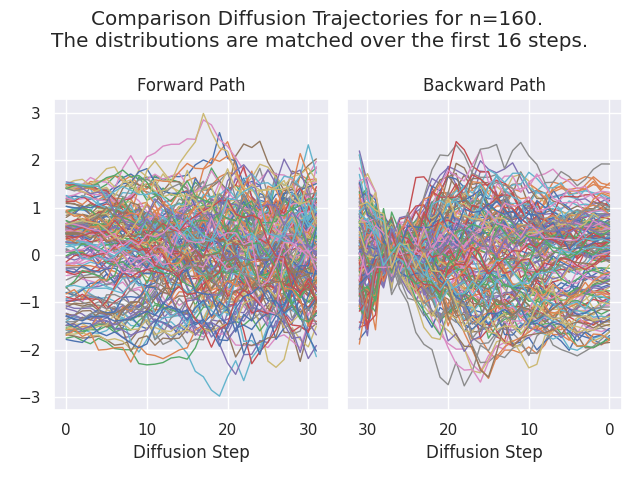 Comparison Diffusion Trajectories for n=160.
The distributions are matched over the first 16 steps.
Forward Path
Backward Path
3
2
1
0
−1
−2
−3
0 10 20 30
30 20 10 0
Diffusion Step
Diffusion Step